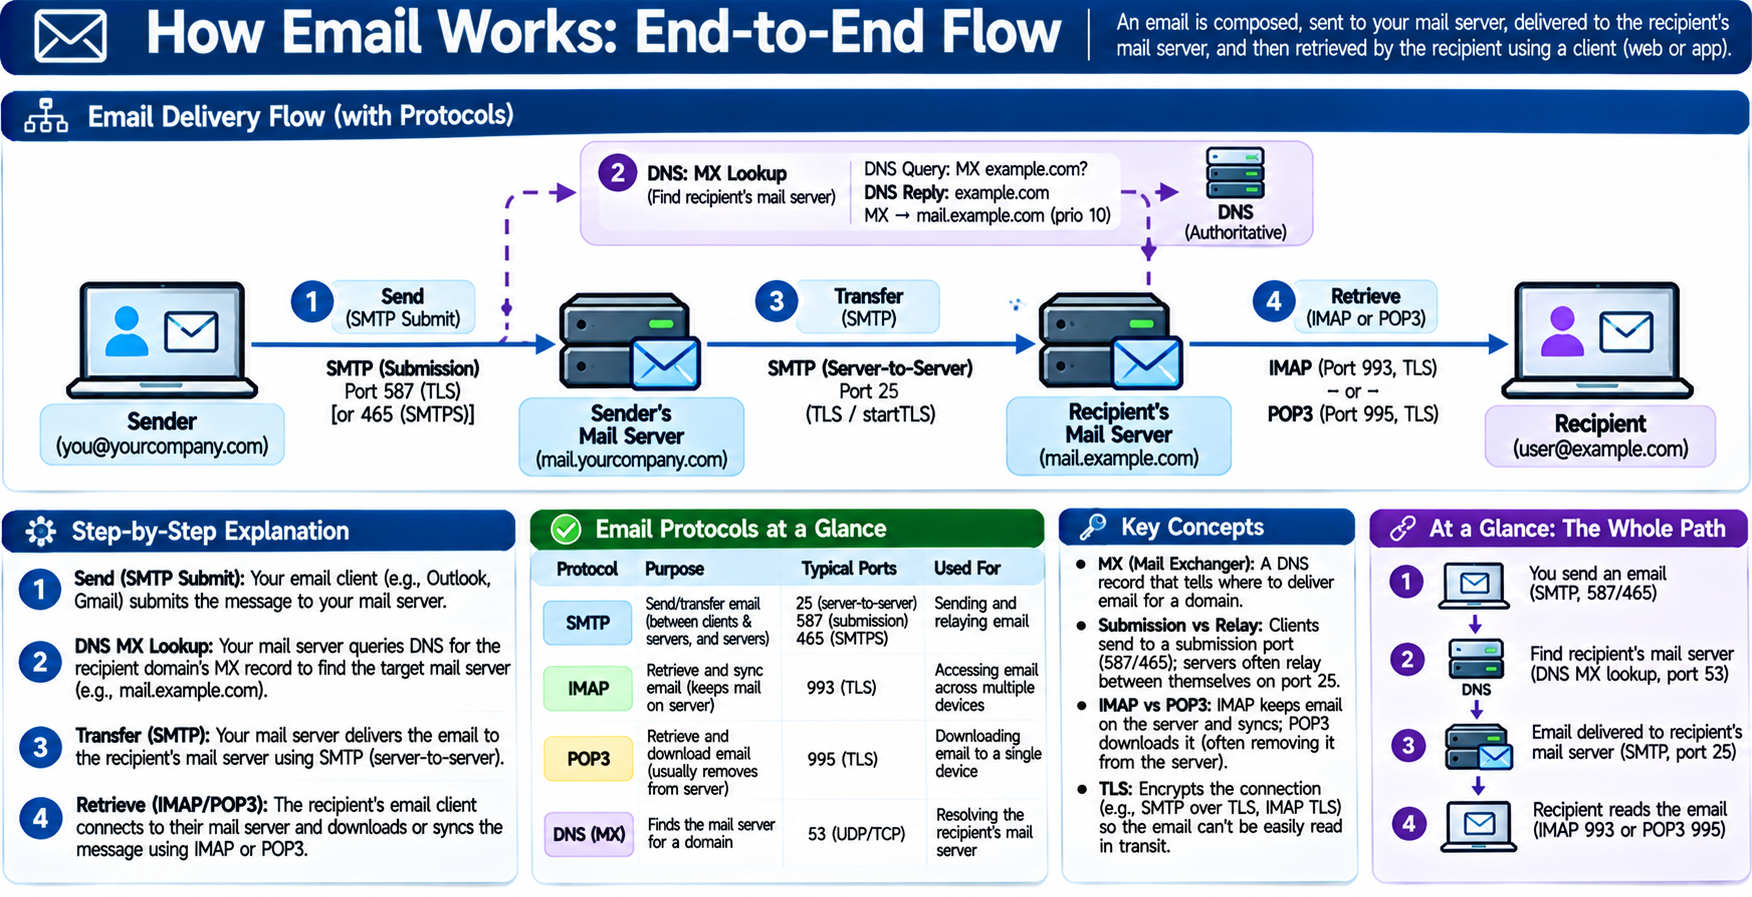 How Email Works: End-to-End Flow
An email is composed, sent to your mail server, delivered to the recipient's
mail server, and then retrieved by the recipient using a client (web or app).
Email Delivery Flow (with Protocols)
2
DNS: MX Lookup
(Find recipient's mail server)
DNS Query: MX example.com?
DNS Reply: example.com
MX → mail.example.com (prio 10)
DNS
(Authoritative)
1
Send
(SMTP Submit)
SMTP (Submission)
Port 587 (TLS)
[or 465 (SMTPS)]
3
Transfer
(SMTP)
SMTP (Server-to-Server)
Port 25
(TLS / startTLS)
4
Retrieve
(IMAP or POP3)
IMAP (Port 993, TLS)
– or –
POP3 (Port 995, TLS)
Sender
(you@yourcompany.com)
Sender's
Mail Server
(mail.yourcompany.com)
Recipient's
Mail Server
(mail.example.com)
Recipient
(user@example.com)
Step-by-Step Explanation
1
Send (SMTP Submit): Your email client (e.g., Outlook,
Gmail) submits the message to your mail server.
2
DNS MX Lookup: Your mail server queries DNS for the
recipient domain's MX record to find the target mail server
(e.g., mail.example.com).
3
Transfer (SMTP): Your mail server delivers the email to
the recipient's mail server using SMTP (server-to-server).
4
Retrieve (IMAP/POP3): The recipient's email client
connects to their mail server and downloads or syncs the
message using IMAP or POP3.
Email Protocols at a Glance
Protocol Purpose Typical Ports Used For
SMTP
Send/transfer email
(between clients &
servers, and servers)
25 (server-to-server)
587 (submission)
465 (SMTPS)
Sending and
relaying email
IMAP
Retrieve and sync
email (keeps mail
on server)
993 (TLS)
Accessing email
across multiple
devices
POP3
Retrieve and
download email
(usually removes
from server)
995 (TLS)
Downloading
email to a single
device
DNS (MX)
Finds the mail server
for a domain
53 (UDP/TCP)
Resolving the
recipient's mail
server
Key Concepts
• MX (Mail Exchanger): A DNS
record that tells where to deliver
email for a domain.
• Submission vs Relay: Clients
send to a submission port
(587/465); servers often relay
between themselves on port 25.
• IMAP vs POP3: IMAP keeps email
on the server and syncs; POP3
downloads it (often removing it
from the server).
• TLS: Encrypts the connection
(e.g., SMTP over TLS, IMAP TLS)
so the email can't be easily read
in transit.
At a Glance: The Whole Path
1
You send an email
(SMTP, 587/465)
2
DNS
Find recipient's mail server
(DNS MX lookup, port 53)
3
Email delivered to recipient's
mail server (SMTP, port 25)
4
Recipient reads the email
(IMAP 993 or POP3 995)